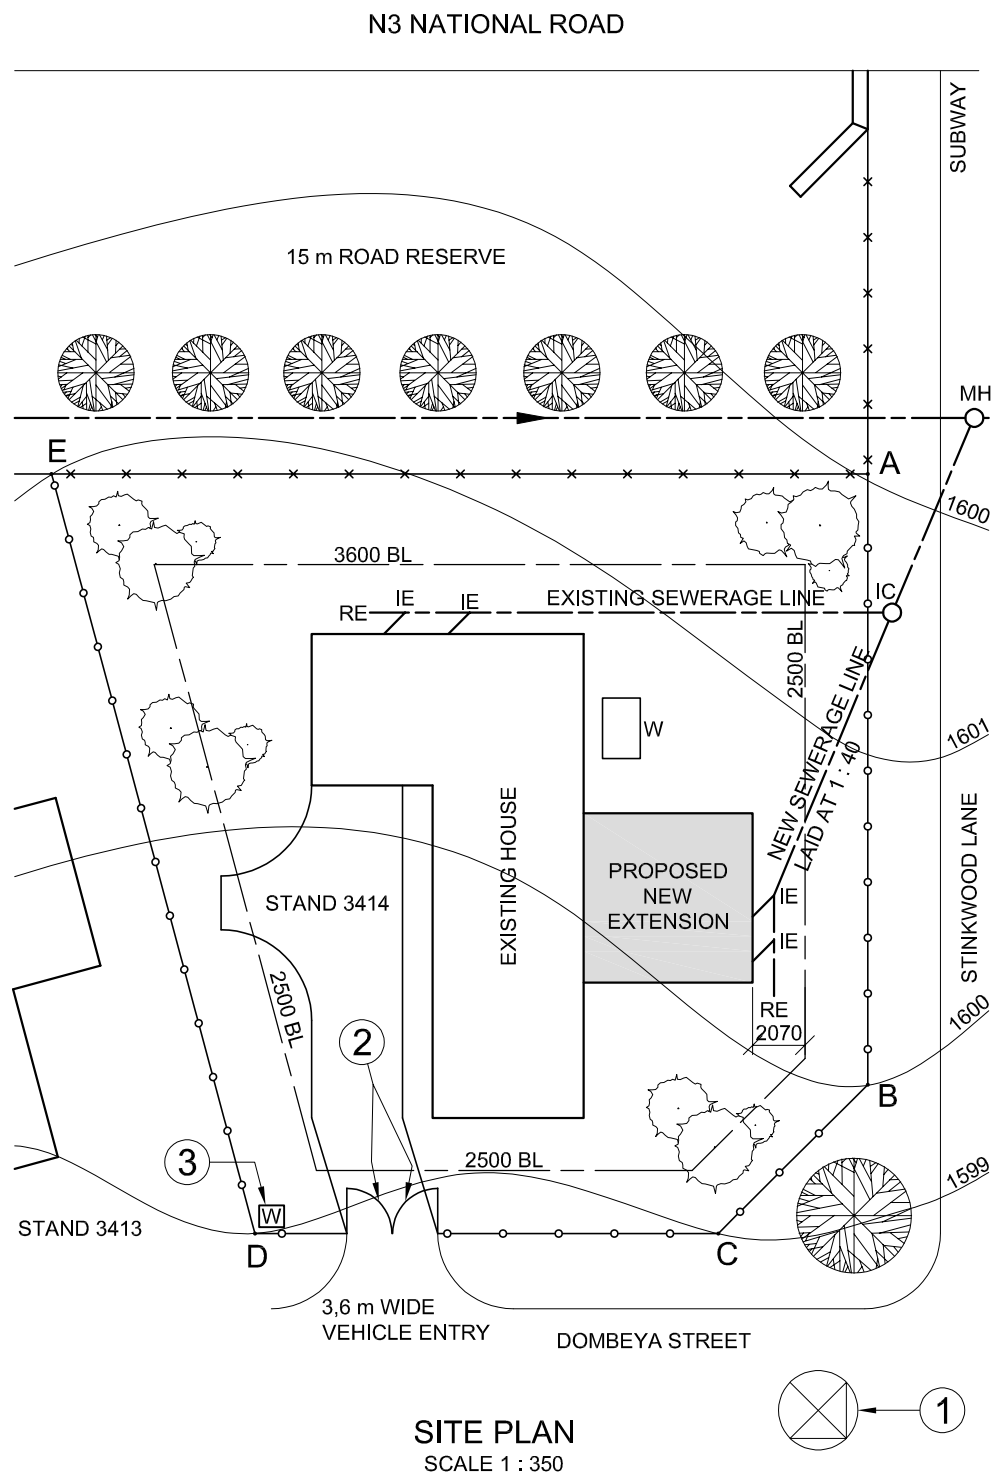 N3 NATIONAL ROAD
SUBWAY
15 m ROAD RESERVE
MH
E
A
1600
3600 BL
EXISTING SEWERAGE LINE
IC
RE
IE
IE
2500 BL
NEW SEWERAGE LINE
LAID AT 1 : 40
W
1601
EXISTING HOUSE
PROPOSED
NEW
EXTENSION
STAND 3414
IE
IE
STINKWOOD LANE
2500 BL
RE
2070
1600
2
B
3
2500 BL
1599
W
STAND 3413
D
C
3,6 m WIDE
VEHICLE ENTRY
DOMBEYA STREET
1
SITE PLAN
SCALE 1 : 350